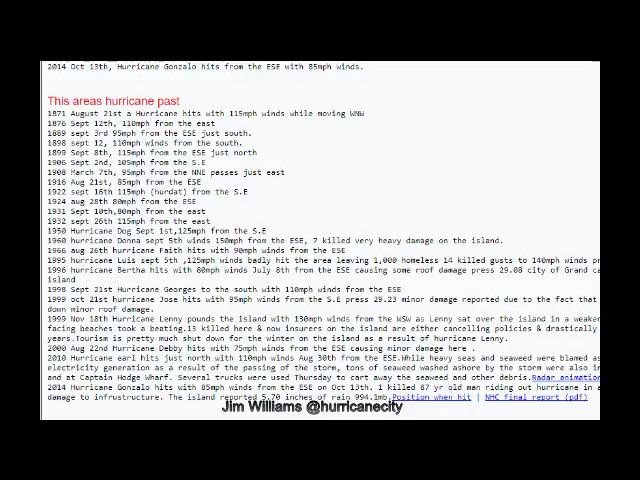 2014 Oct 13th, Hurricane Gonzalo hits from the ESE with 85mph winds.
This areas hurricane past
1871 August 21st a Hurricane hits with 115mph winds while moving WNW
1876 Sept 12th, 110mph from the east
1889 sept 3rd 95mph from the ESE just south.
1898 sept 12, 110mph winds from the south.
1899 Sept 8th, 115mph from the ESE just north
1906 Sept 2nd, 105mph from the S.E
1908 March 7th, 95mph from the NNE passes just east
1916 Aug 21st, 85mph from the ESE
1922 sept 16th 115mph (hurdat) from the S.E
1924 aug 28th 80mph from the ESE
1931 Sept 10th,80mph from the east
1932 sept 26th 115mph from the east
1950 Hurricane Dog Sept 1st,125mph from the S.E
1960 hurricane Donna sept 5th winds 150mph from the ESE, 7 killed very heavy damage on the island.
1966 aug 26th hurricane Faith hits with 90mph winds from the ESE
1995 hurricane Luis sept 5th ,125mph winds badly hit the area leaving 1,000 homeless 14 killed gusts to 140mph winds pr
1996 hurricane Bertha hits with 80mph winds July 8th from the ESE causing some roof damage press 29.08 city of Grand ca
island
1998 Sept 21st Hurricane Georges to the south with 110mph winds from the ESE
1999 oct 21st hurricane Jose hits with 95mph winds from the S.E press 29.23 minor damage reported due to the fact that
down minor roof damage.
1999 Nov 18th Hurricane Lenny pounds the island with 130mph winds from the WSW as Lenny sat over the island in a weaken
facing beaches took a beating.13 killed here & now insurers on the island are either cancelling policies & drastically
years.Tourism is pretty much shut down for the winter on the island as a result of hurricane Lenny.
2000 Aug 22nd Hurricane Debby hits with 75mph winds from the ESE causing minor damage here .
2010 Hurricane earl hits just north with 110mph winds Aug 30th from the ESE.While heavy seas and seaweed were blamed as
electricity generation as a result of the passing of the storm, tons of seaweed washed ashore by the storm were also in
and at Captain Hodge Wharf. Several trucks were used Thursday to cart away the seaweed and other debris.Radar animation
2014 Hurricane Gonzalo hits with 85mph winds from the ESE on Oct 13th. 1 killed 87 yr old man riding out hurricane in a
damage to infrustructure. The island reported 5.70 inches of rain 994.1mb.Position when hit | NHC final report (pdf)
Jim Williams @hurricanecity